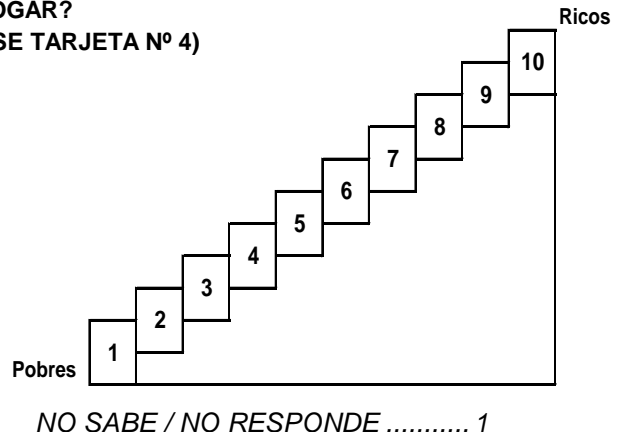 OGAR?
SE TARJETA Nº 4)
Ricos
10
9
8
7
6
5
4
3
2
1
Pobres
NO SABE / NO RESPONDE ........... 1